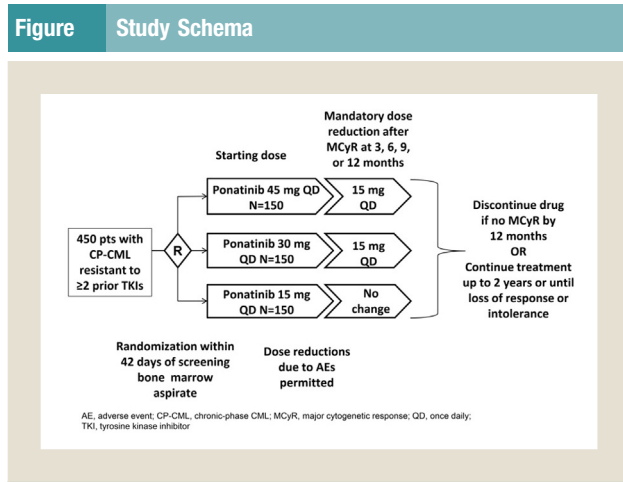 Figure
Study Schema
Mandatory dose
reduction after
MCyR at 3, 6, 9,
or 12 months
Starting dose
Ponatinib 45 mg QD
N=150
15 mg
QD
450 pts with
CP-CML
resistant to
≥2 prior TKIs
R
Ponatinib 30 mg
QD N=150
15 mg
QD
Ponatinib 15 mg
QD N=150
No
change
Discontinue drug
if no MCyR by
12 months
OR
Continue treatment
up to 2 years or until
loss of response or
intolerance
Randomization within
42 days of screening
bone marrow
aspirate
Dose reductions
due to AEs
permitted
AE, adverse event; CP-CML, chronic-phase CML; MCyR, major cytogenetic response; QD, once daily;
TKI, tyrosine kinase inhibitor